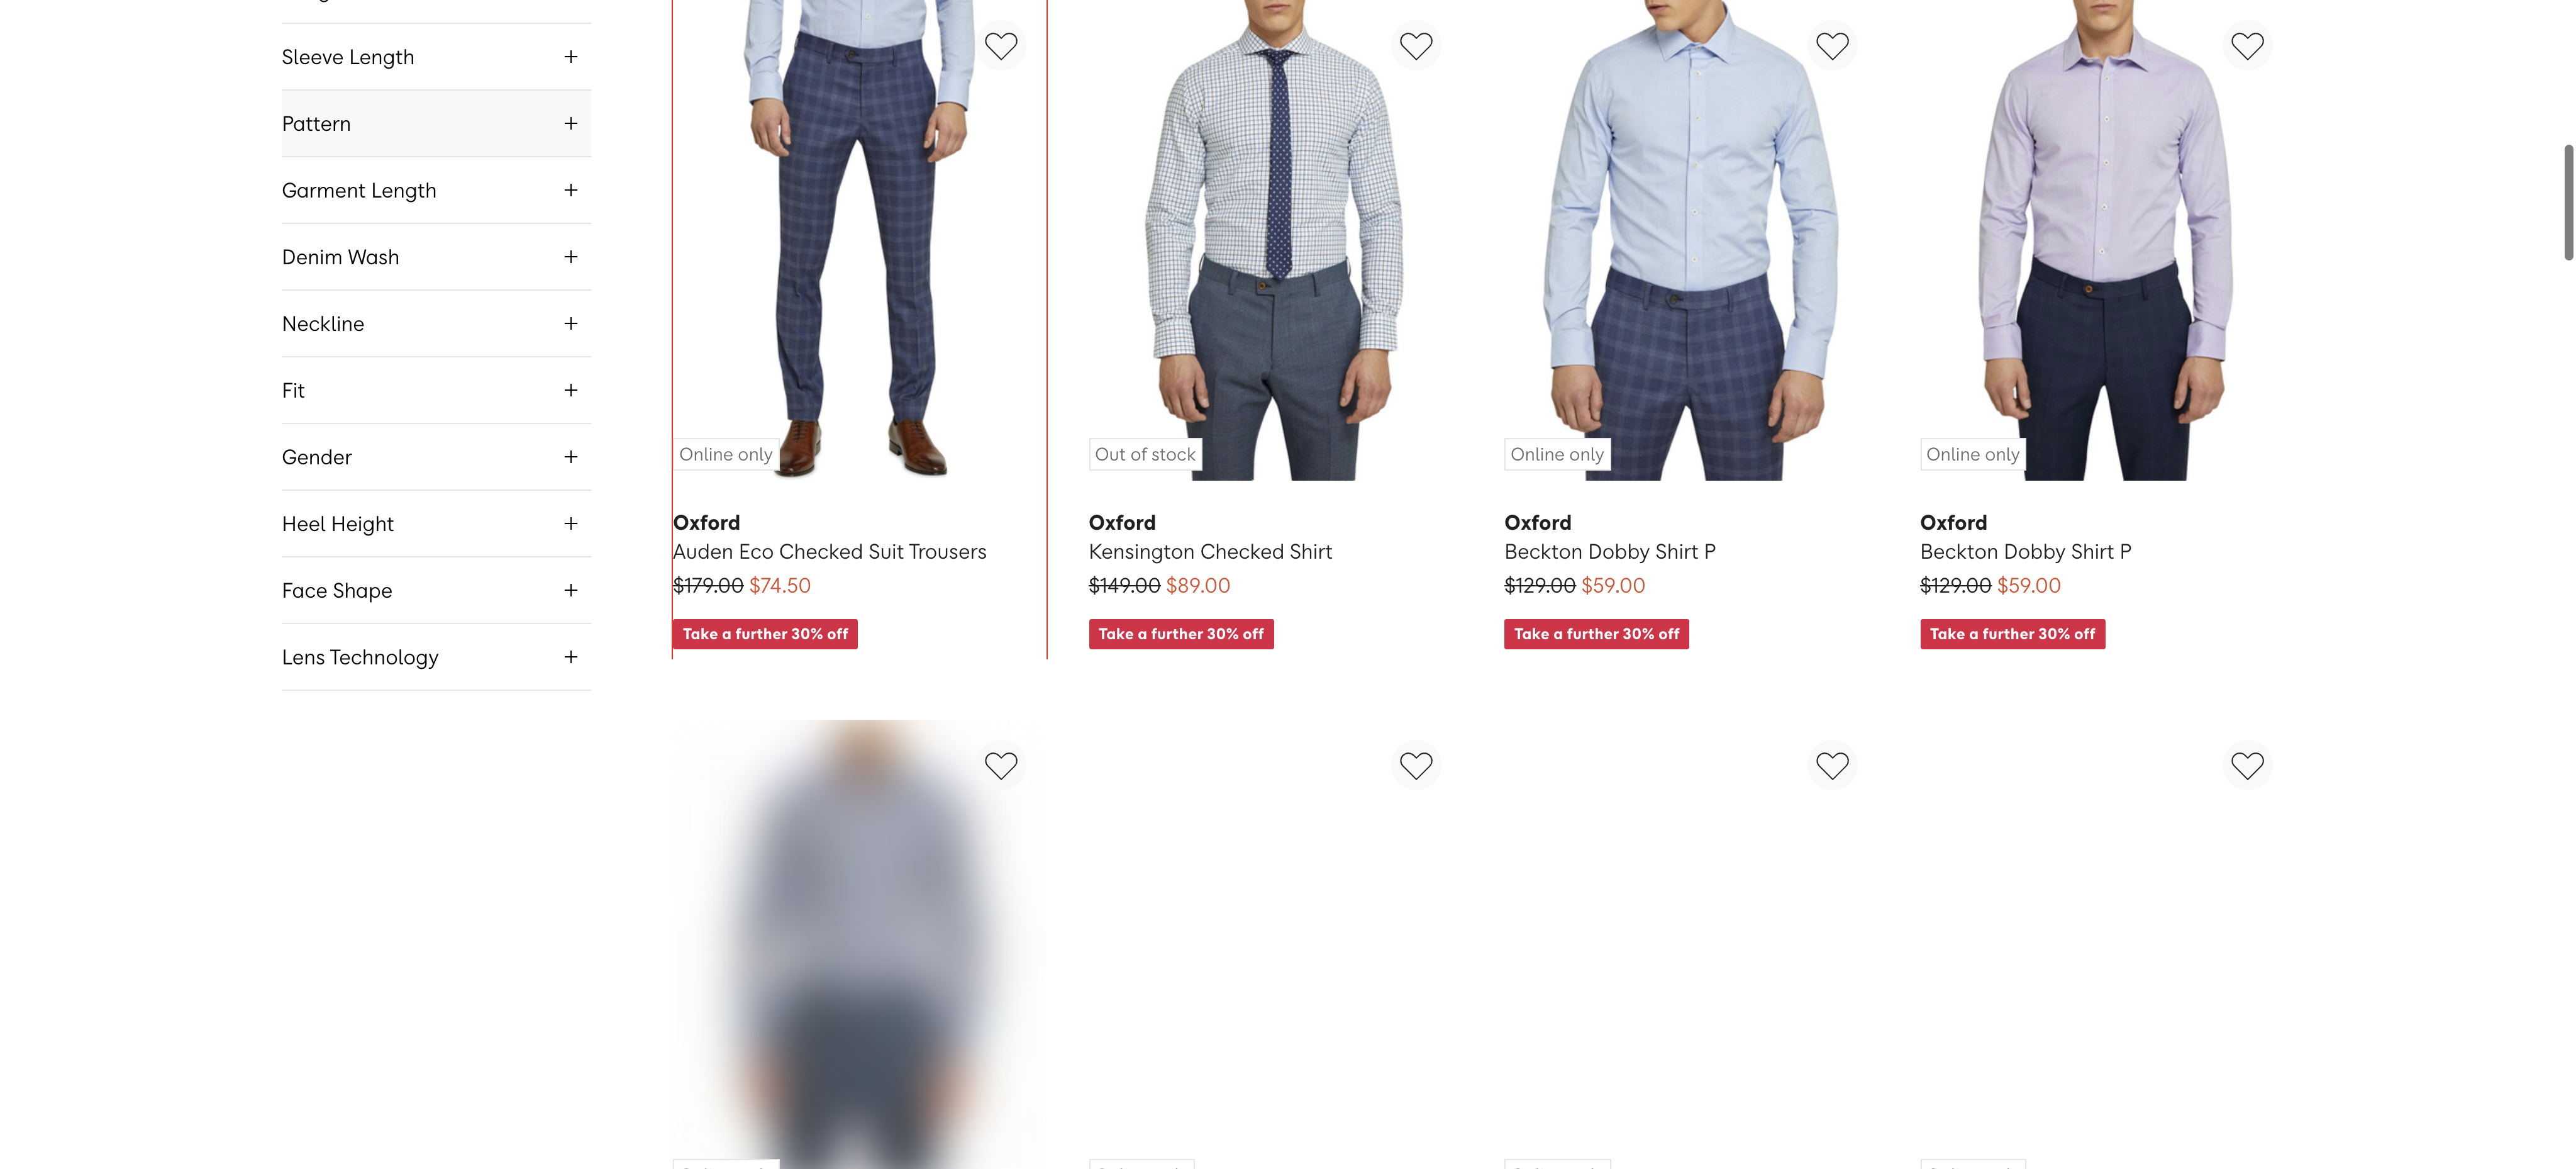 Sleeve Length
Pattern
Garment Length
Denim Wash
Neckline
Fit
Gender
Heel Height
Face Shape
Lens Technology
Online only
Oxford
Auden Eco Checked Suit Trousers
$179.00 $74.50
Take a further 30% off
Out of stock
Oxford
Kensington Checked Shirt
$149.00 $89.00
Take a further 30% off
Online only
Oxford
Beckton Dobby Shirt P
$129.00 $59.00
Take a further 30% off
Online only
Oxford
Beckton Dobby Shirt P
$129.00 $59.00
Take a further 30% off